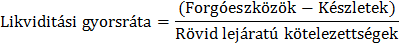 Likviditási gyorsráta = (Forgóeszközök − Készletek) / Rövid lejáratú kötelezettségek